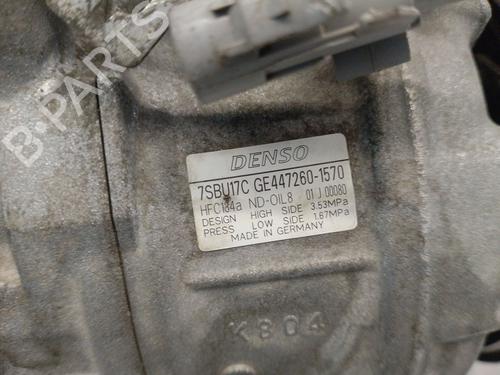 B-PARTS
DENSO
7SBU17C GE447260-1570
HFC134a ND-OIL8 01 J 00080
DESIGN HIGH SIDE 3.53MPa
PRESS LOW SIDE 1.67MPa
MADE IN GERMANY
K804